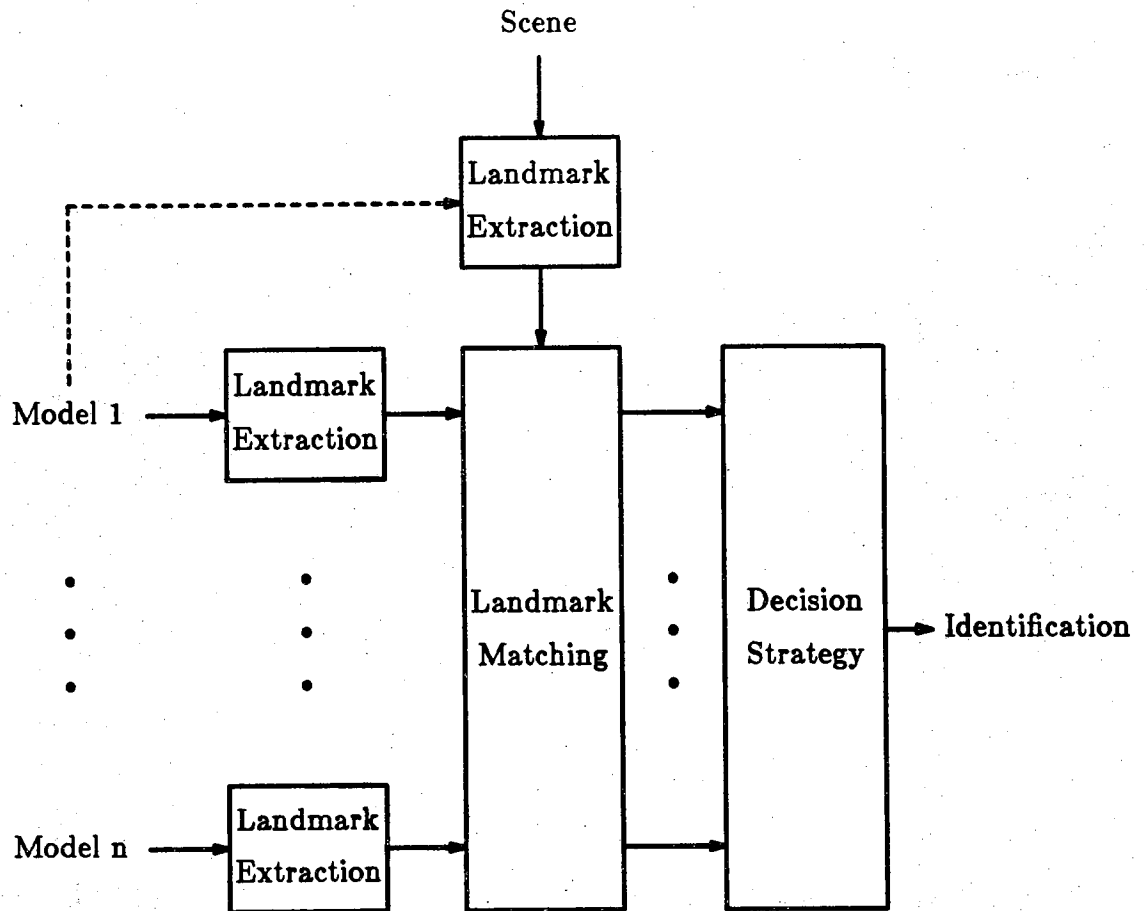 Scene
Landmark
Extraction
Model 1
Landmark
Extraction
Landmark
Matching
Decision
Strategy
Identification
Model n
Landmark
Extraction